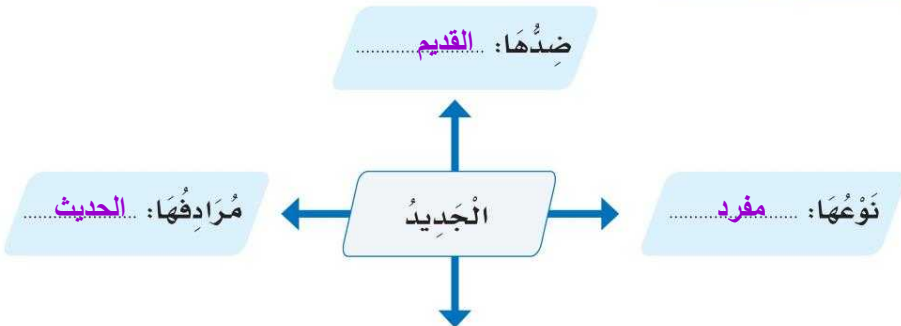 ضِدُّهَا: القديم
نَوْعُهَا: مفرد
الْجَدِيدُ
مُرَادِفُهَا: الحديث